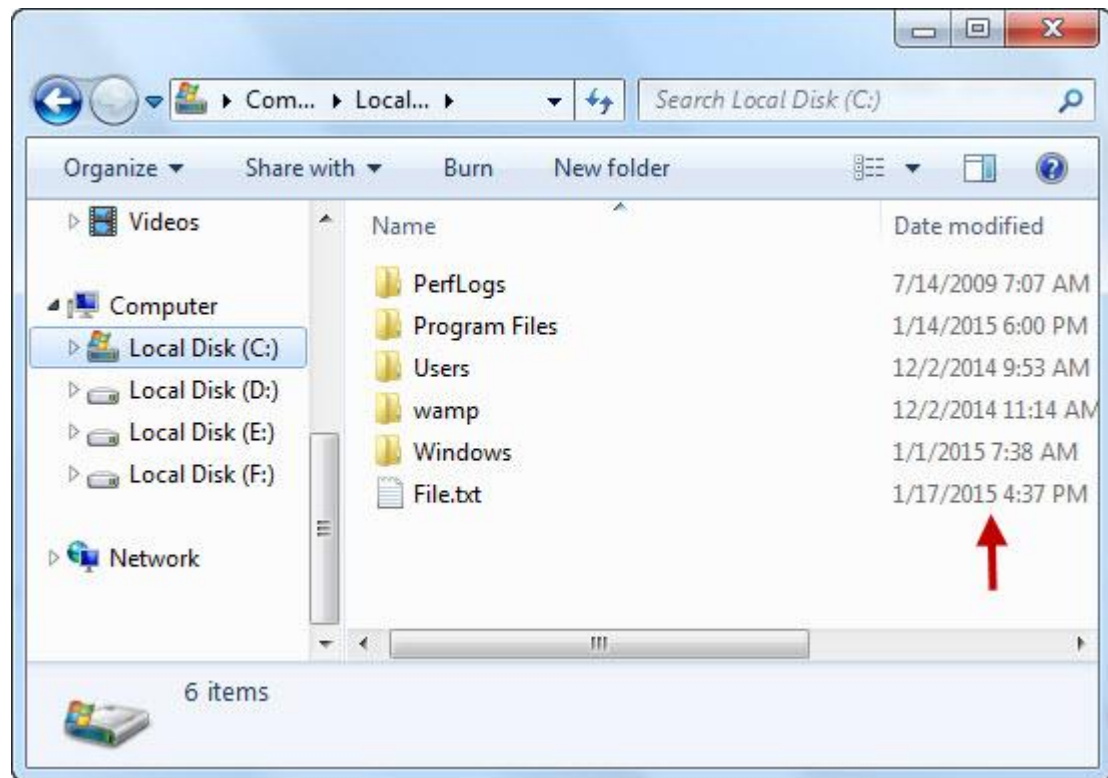 Com... Local... Search Local Disk (C:)
Organize Share with Burn New folder
Videos
Computer
Local Disk (C:)
Local Disk (D:)
Local Disk (E:)
Local Disk (F:)
Network
Name Date modified
PerfLogs 7/14/2009 7:07 AM
Program Files 1/14/2015 6:00 PM
Users 12/2/2014 9:53 AM
wamp 12/2/2014 11:14 AM
Windows 1/1/2015 7:38 AM
File.txt 1/17/2015 4:37 PM
6 items